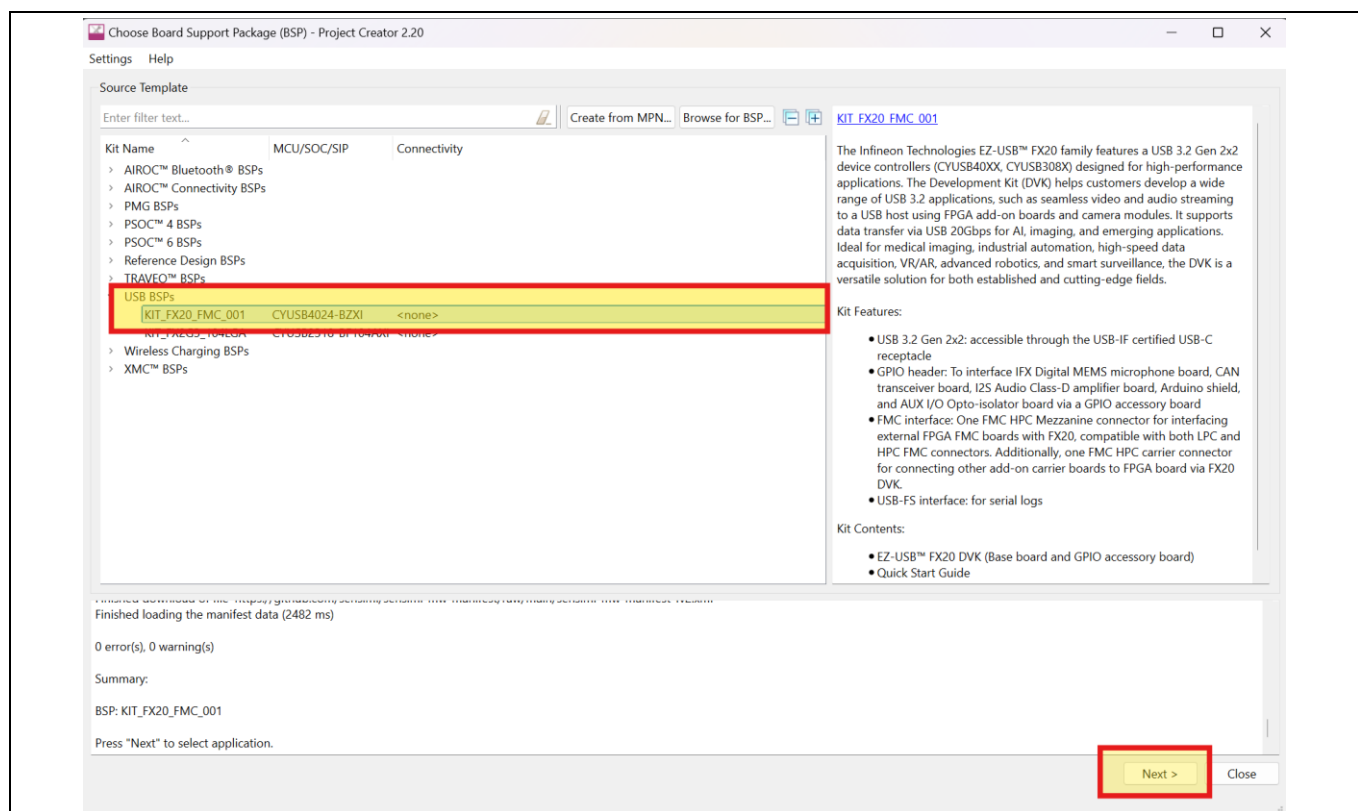 Choose Board Support Package (BSP) - Project Creator 2.20
Settings Help
Source Template
Enter filter text...
Create from MPN... Browse for BSP...
Kit Name MCU/SOC/SIP Connectivity
AIROC™ Bluetooth® BSPs
AIROC™ Connectivity BSPs
PMG BSPs
PSOC™ 4 BSPs
PSOC™ 6 BSPs
Reference Design BSPs
TRAVEO™ BSPs
USB BSPs
KIT_FX20_FMC_001 CYUSB4024-BZXI <none>
KIT_FX2G3_104LGA CYUSB2318-BF104AXI <none>
Wireless Charging BSPs
XMC™ BSPs
KIT_FX20_FMC_001
The Infineon Technologies EZ-USB™ FX20 family features a USB 3.2 Gen 2x2
device controllers (CYUSB40XX, CYUSB308X) designed for high-performance
applications. The Development Kit (DVK) helps customers develop a wide
range of USB 3.2 applications, such as seamless video and audio streaming
to a USB host using FPGA add-on boards and camera modules. It supports
data transfer via USB 20Gbps for AI, imaging, and emerging applications.
Ideal for medical imaging, industrial automation, high-speed data
acquisition, VR/AR, advanced robotics, and smart surveillance, the DVK is a
versatile solution for both established and cutting-edge fields.
Kit Features:
● USB 3.2 Gen 2x2: accessible through the USB-IF certified USB-C
receptacle
● GPIO header: To interface IFX Digital MEMS microphone board, CAN
transceiver board, I2S Audio Class-D amplifier board, Arduino shield,
and AUX I/O Opto-isolator board via a GPIO accessory board
● FMC interface: One FMC HPC Mezzanine connector for interfacing
external FPGA FMC boards with FX20, compatible with both LPC and
HPC FMC connectors. Additionally, one FMC HPC carrier connector
for connecting other add-on carrier boards to FPGA board via FX20
DVK.
● USB-FS interface: for serial logs
Kit Contents:
● EZ-USB™ FX20 DVK (Base board and GPIO accessory board)
● Quick Start Guide
Finished loading the manifest data (2482 ms)
0 error(s), 0 warning(s)
Summary:
BSP: KIT_FX20_FMC_001
Press "Next" to select application.
Next > Close